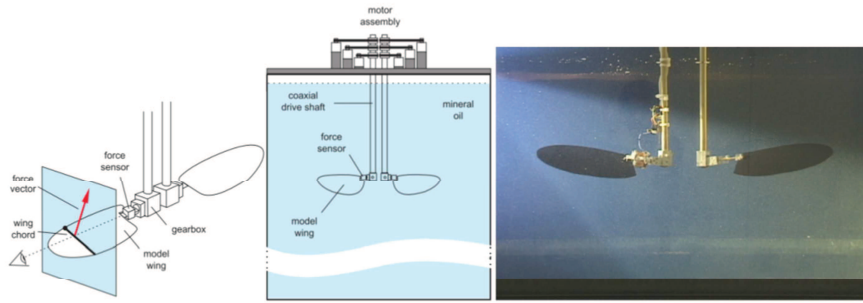 motor
assembly
coaxial
drive shaft
mineral
oil
force
sensor
model
wing
force
sensor
force
vector
wing
chord
gearbox
model
wing